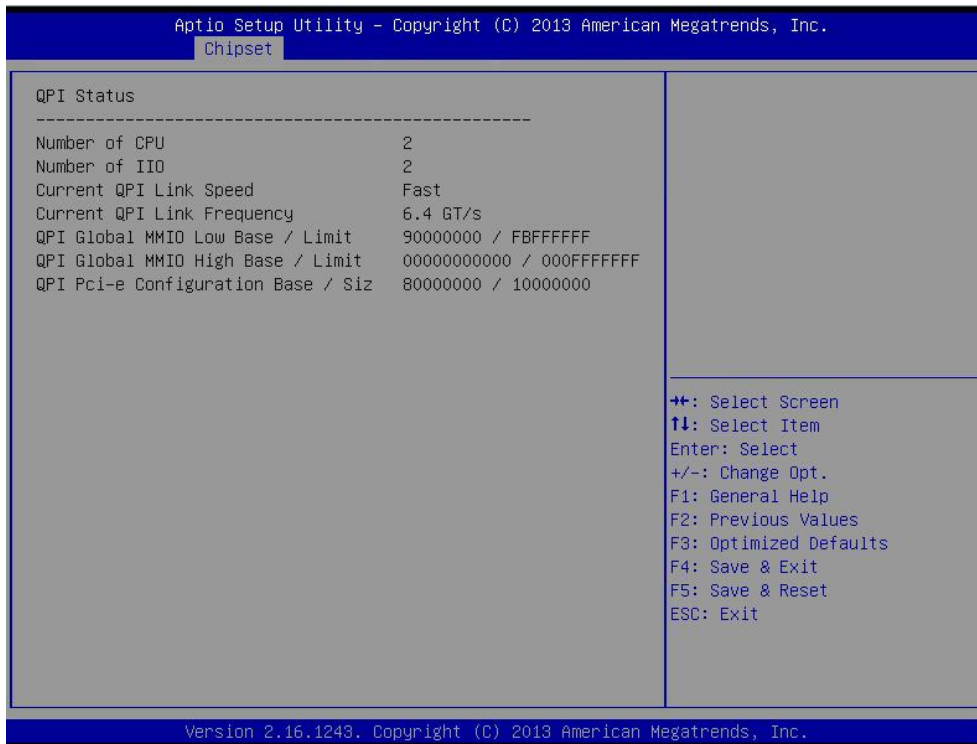 Aptio Setup Utility – Copyright (C) 2013 American Megatrends, Inc.
Chipset
QPI Status
--------------------------------------------------
Number of CPU 2
Number of IIO 2
Current QPI Link Speed Fast
Current QPI Link Frequency 6.4 GT/s
QPI Global MMIO Low Base / Limit 90000000 / FBFFFFFF
QPI Global MMIO High Base / Limit 00000000000 / 000FFFFFFF
QPI Pci-e Configuration Base / Siz 80000000 / 10000000
→←: Select Screen
↑↓: Select Item
Enter: Select
+/-: Change Opt.
F1: General Help
F2: Previous Values
F3: Optimized Defaults
F4: Save & Exit
F5: Save & Reset
ESC: Exit
Version 2.16.1243. Copyright (C) 2013 American Megatrends, Inc.